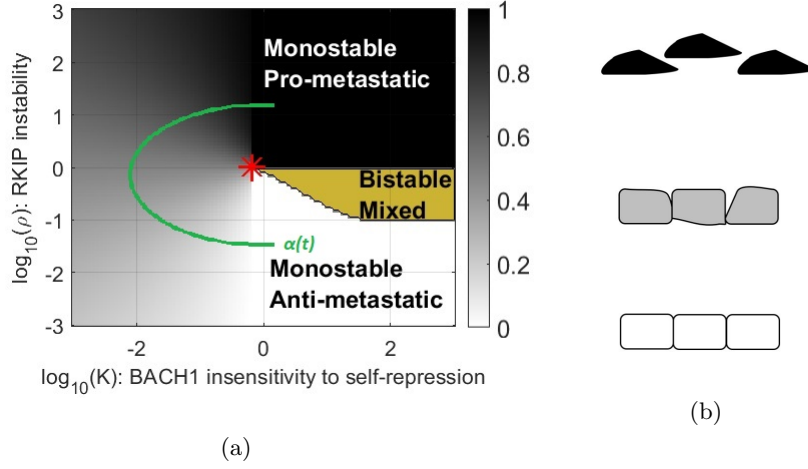 3
2
1
0
-1
-2
-3
log10(ρ): RKIP instability
Monostable
Pro-metastatic
Bistable
Mixed
α(t)
Monostable
Anti-metastatic
-2
0
2
log10(K): BACH1 insensitivity to self-repression
1
0.8
0.6
0.4
0.2
0
(a)
(b)